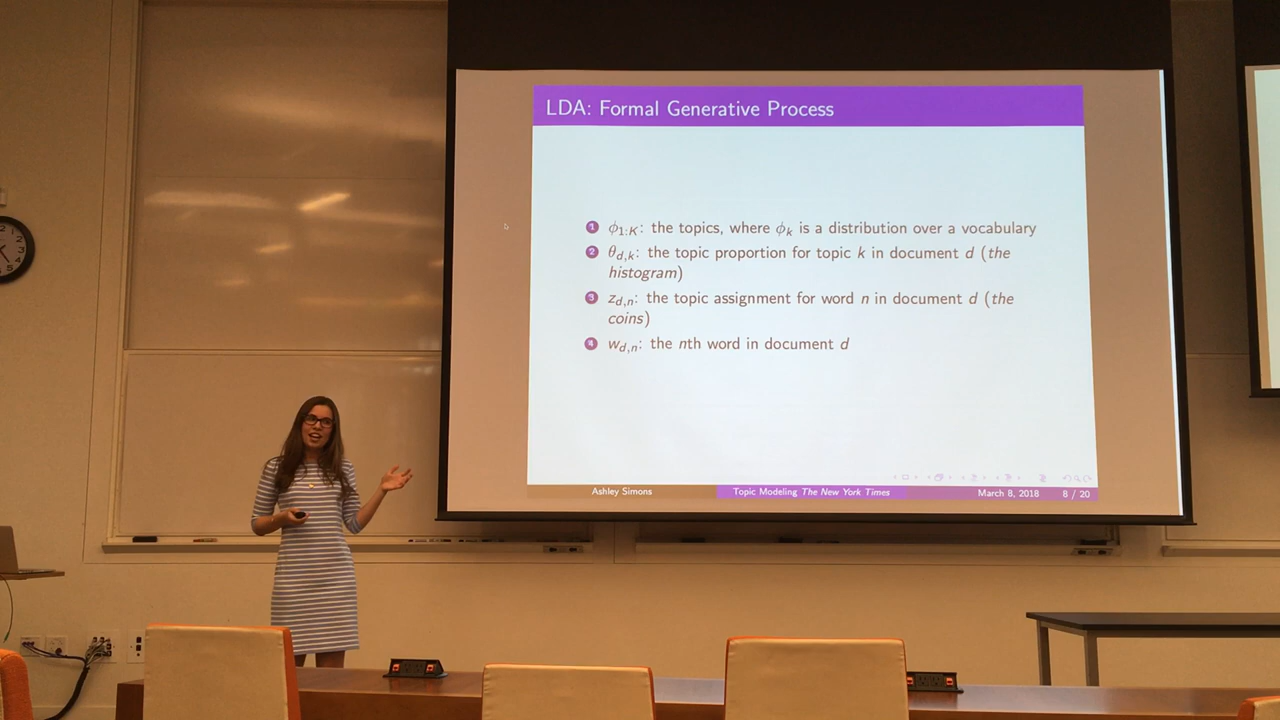 LDA: Formal Generative Process
1 ϕ1:K: the topics, where ϕk is a distribution over a vocabulary
2 θd,k: the topic proportion for topic k in document d (the
histogram)
3 zd,n: the topic assignment for word n in document d (the
coins)
4 wd,n: the nth word in document d
Ashley Simons Topic Modeling The New York Times March 8, 2018 8 / 20